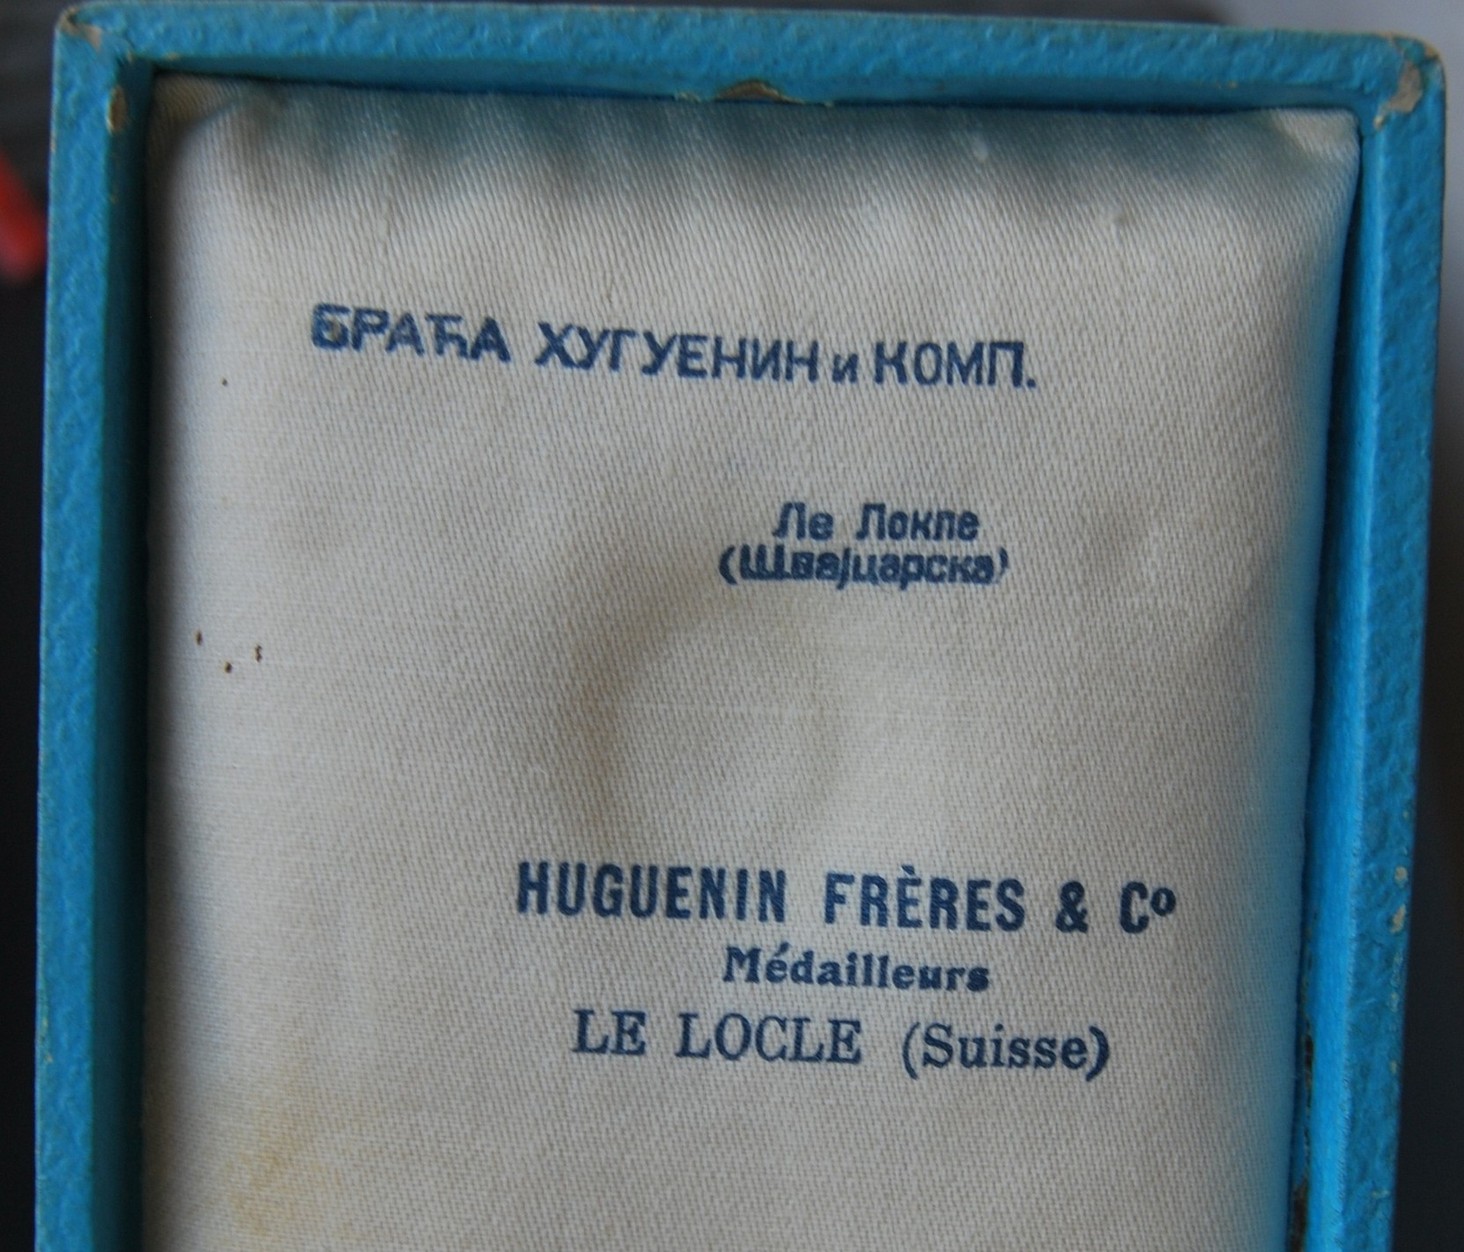 БРАЋА ХУГУЕНИН и КОМП.
Ле Локле
(Швајцарска)
HUGUENIN FRÈRES & Cº
Médailleurs
LE LOCLE (Suisse)